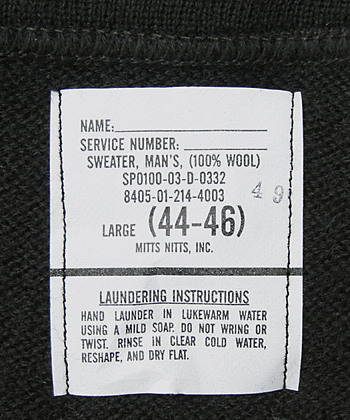 NAME:
SERVICE NUMBER:
SWEATER, MAN'S, (100% WOOL)
SP0100-03-D-0332
8405-01-214-4003
49
LARGE (44-46)
MITTS NITTS, INC.
LAUNDERING INSTRUCTIONS
HAND LAUNDER IN LUKEWARM WATER
USING A MILD SOAP. DO NOT WRING OR
TWIST. RINSE IN CLEAR COLD WATER,
RESHAPE, AND DRY FLAT.